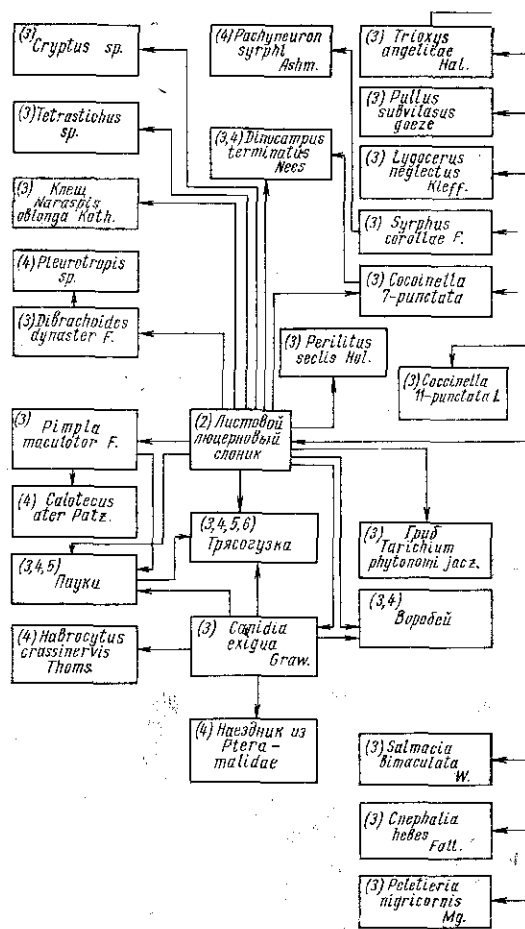 (3)
Cryptus sp.
(3) Tetrastichus
sp.
(3) Клещ
Naraspis
oblonga Koth.
(4) Pleurotropis
sp.
(3) Dibrachoides
dynaster F.
(3)
Pimpla
maculotor F.
(4) Calotecus
ater Patz.
(3,4,5)
Пауки
(4) Habrocytus
crassinervis
Thoms.
(4) Pachyneuron
syrphi
Ashm.
(3,4) Dinocampus
terminatus
Nees
(3) Perilitus
seclis Hal.
(2) Листовой
люцерновый
слоник
(3,4,5,6)
Трясогузка
(3) Canidia
exigua
Graw.
(4) Наездник из
Ptera-
malidae
(3) Trioxys
angelicae
Hal.
(3) Pullus
subvilasus
goeze
(3) Lygocerus
neglectus
Kleff.
(3) Syrphus
corollae F.
(3) Cocoinella
7-punctata
(3) Coccinella
11-punctata L
(3) Гриб
Tarichium
phytonomi jacz.
(3,4)
Воробей
(3) Salmacia
bimaculata
W.
(3) Cnephalia
hebes
Fall.
(3) Peletieria
nigricornis
Mg.